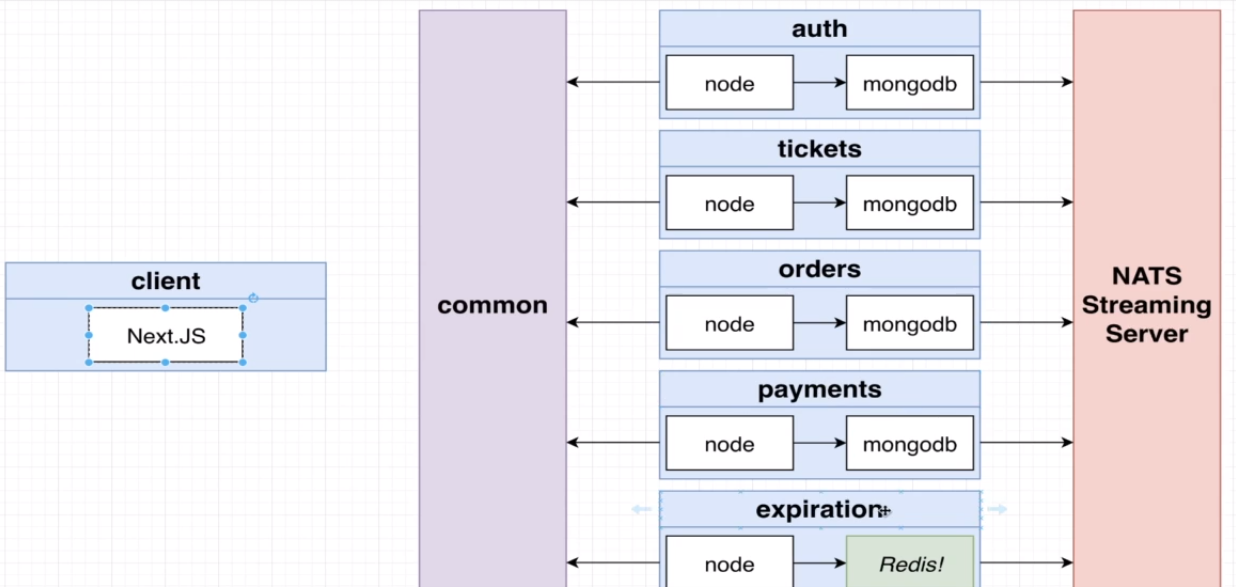 client
Next.JS
common
auth
node
mongodb
tickets
node
mongodb
orders
node
mongodb
payments
node
mongodb
expiration
node
Redis!
NATS
Streaming
Server